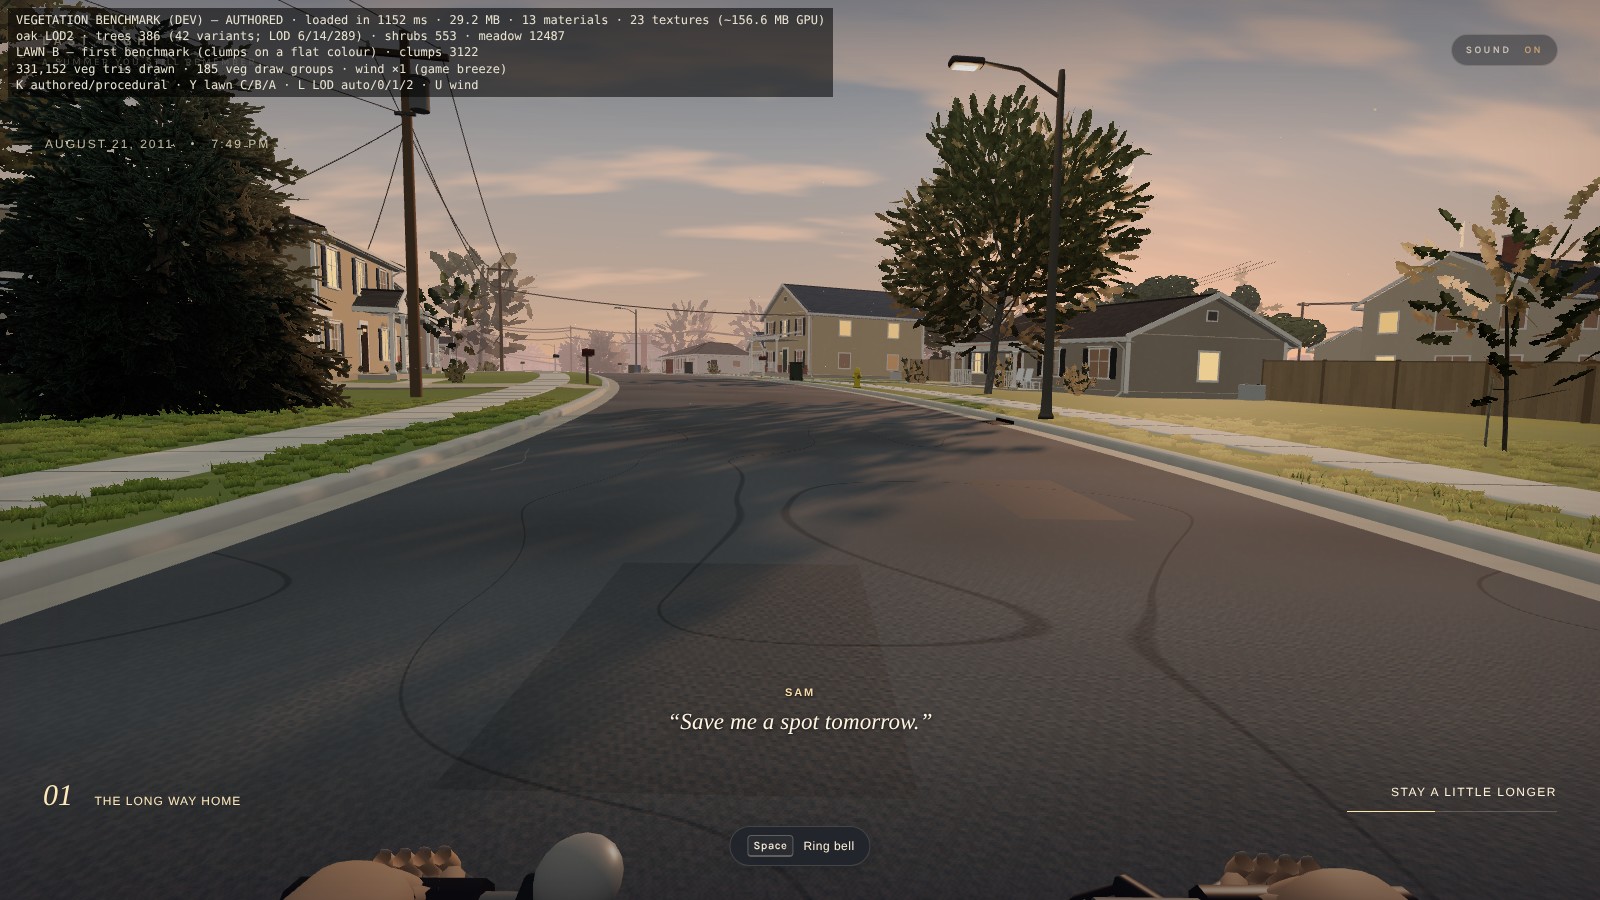 VEGETATION BENCHMARK (DEV) — AUTHORED · loaded in 1152 ms · 29.2 MB · 13 materials · 23 textures (~156.6 MB GPU)
oak LOD2 · trees 386 (42 variants; LOD 6/14/289) · shrubs 553 · meadow 12487
LAWN B — first benchmark (clumps on a flat colour) · clumps 3122
331,152 veg tris drawn · 185 veg draw groups · wind ×1 (game breeze)
K authored/procedural · Y lawn C/B/A · L LOD auto/0/1/2 · U wind
SOUND ON
AUGUST 21, 2011 • 7:49 PM
SAM
“Save me a spot tomorrow.”
01 THE LONG WAY HOME
STAY A LITTLE LONGER
Space Ring bell